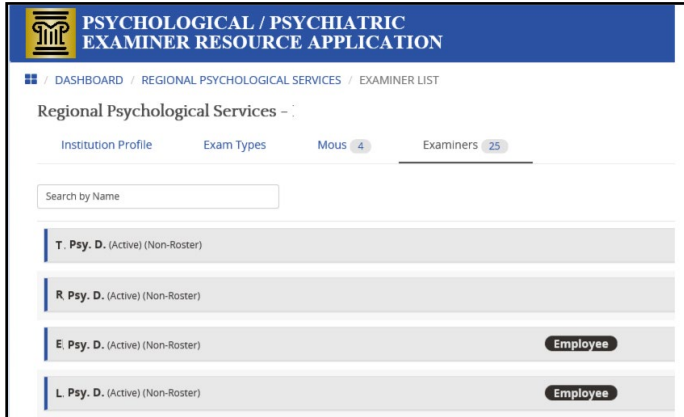 PSYCHOLOGICAL / PSYCHIATRIC
EXAMINER RESOURCE APPLICATION
/ DASHBOARD / REGIONAL PSYCHOLOGICAL SERVICES / EXAMINER LIST
Regional Psychological Services -
Institution Profile Exam Types Mous 4 Examiners 25
Search by Name
T. Psy. D. (Active) (Non-Roster)
R. Psy. D. (Active) (Non-Roster)
E. Psy. D. (Active) (Non-Roster) Employee
L. Psy. D. (Active) (Non-Roster) Employee